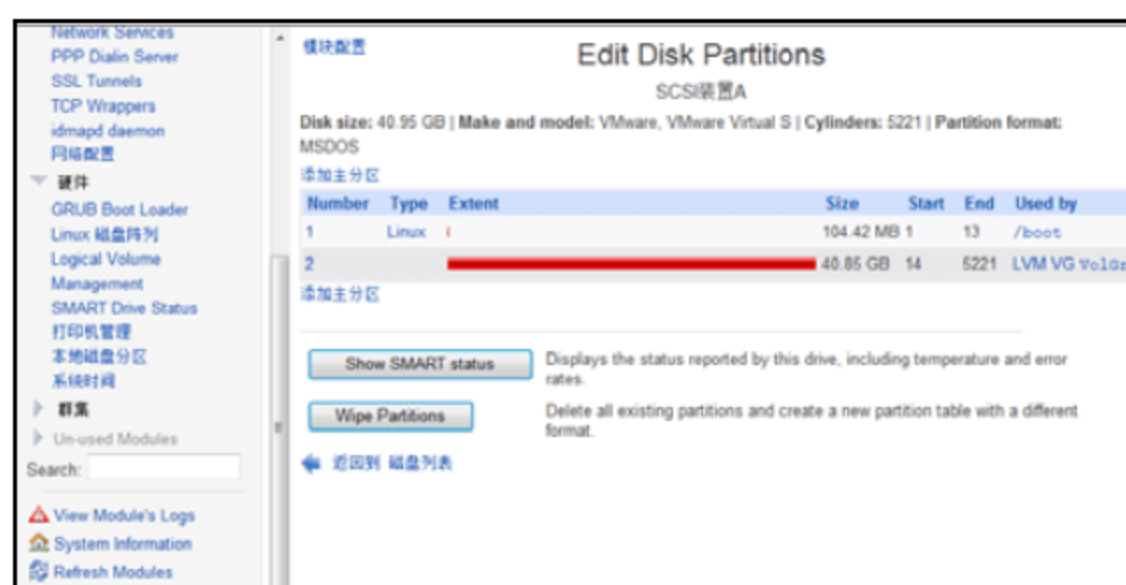 Network Services
PPP Dialin Server
SSL Tunnels
TCP Wrappers
idmapd daemon
网络配置
硬件
GRUB Boot Loader
Linux 磁盘阵列
Logical Volume
Management
SMART Drive Status
打印机管理
本地磁盘分区
系统时间
群集
Un-used Modules
Search:
View Module's Logs
System Information
Refresh Modules
模块配置
Edit Disk Partitions
SCSI装置A
Disk size: 40.95 GB | Make and model: VMware, VMware Virtual S | Cylinders: 5221 | Partition format:
MSDOS
添加主分区
Number Type Extent Size Start End Used by
1 Linux 104.42 MB 1 13 /boot
2 40.85 GB 14 5221 LVM VG VolGr
添加主分区
Show SMART status
Displays the status reported by this drive, including temperature and error
rates.
Wipe Partitions
Delete all existing partitions and create a new partition table with a different
format.
返回到 磁盘列表